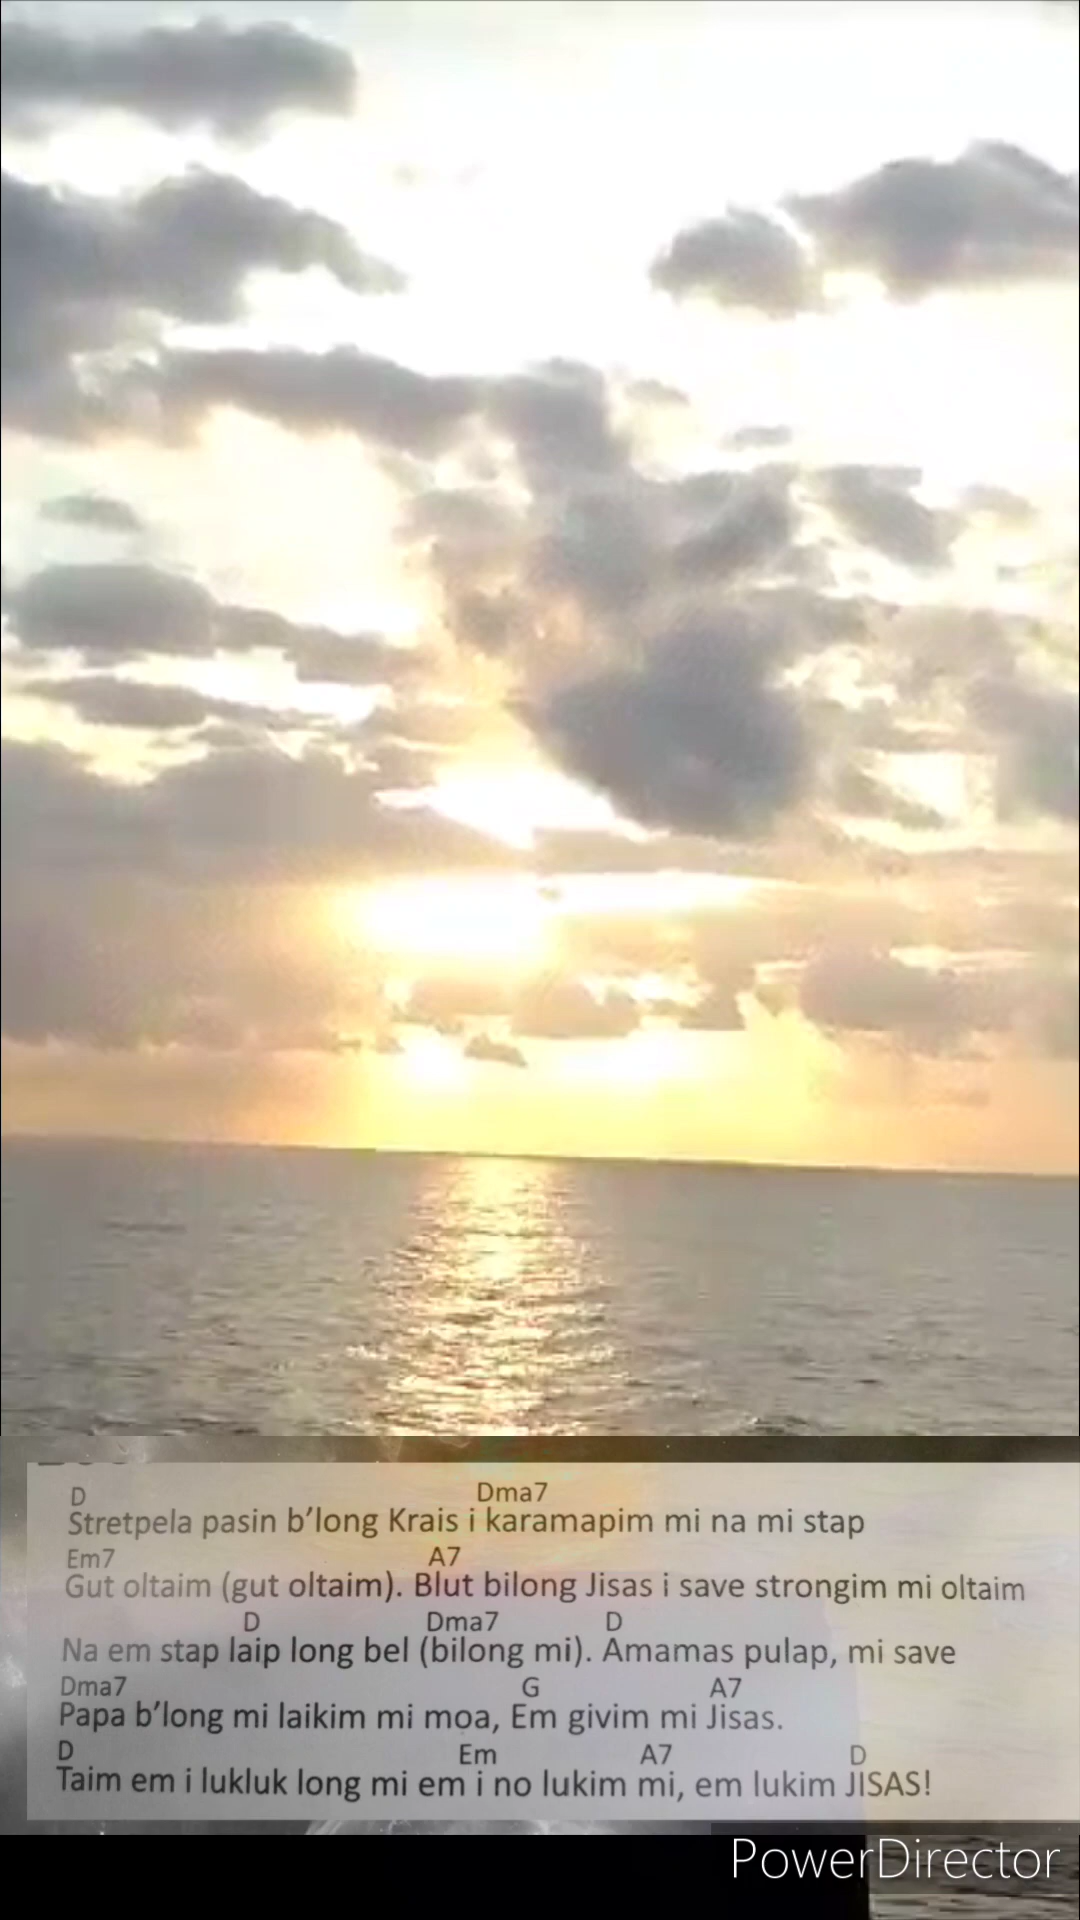 D Dma7
Stretpela pasin b'long Krais i karamapim mi na mi stap
Em7 A7
Gut oltaim (gut oltaim). Blut bilong Jisas i save strongim mi oltaim
D Dma7 D
Na em stap laip long bel (bilong mi). Amamas pulap, mi save
Dma7 G A7
Papa b'long mi laikim mi moa, Em givim mi Jisas.
D Em A7 D
Taim em i lukluk long mi em i no lukim mi, em lukim JISAS!
PowerDirector